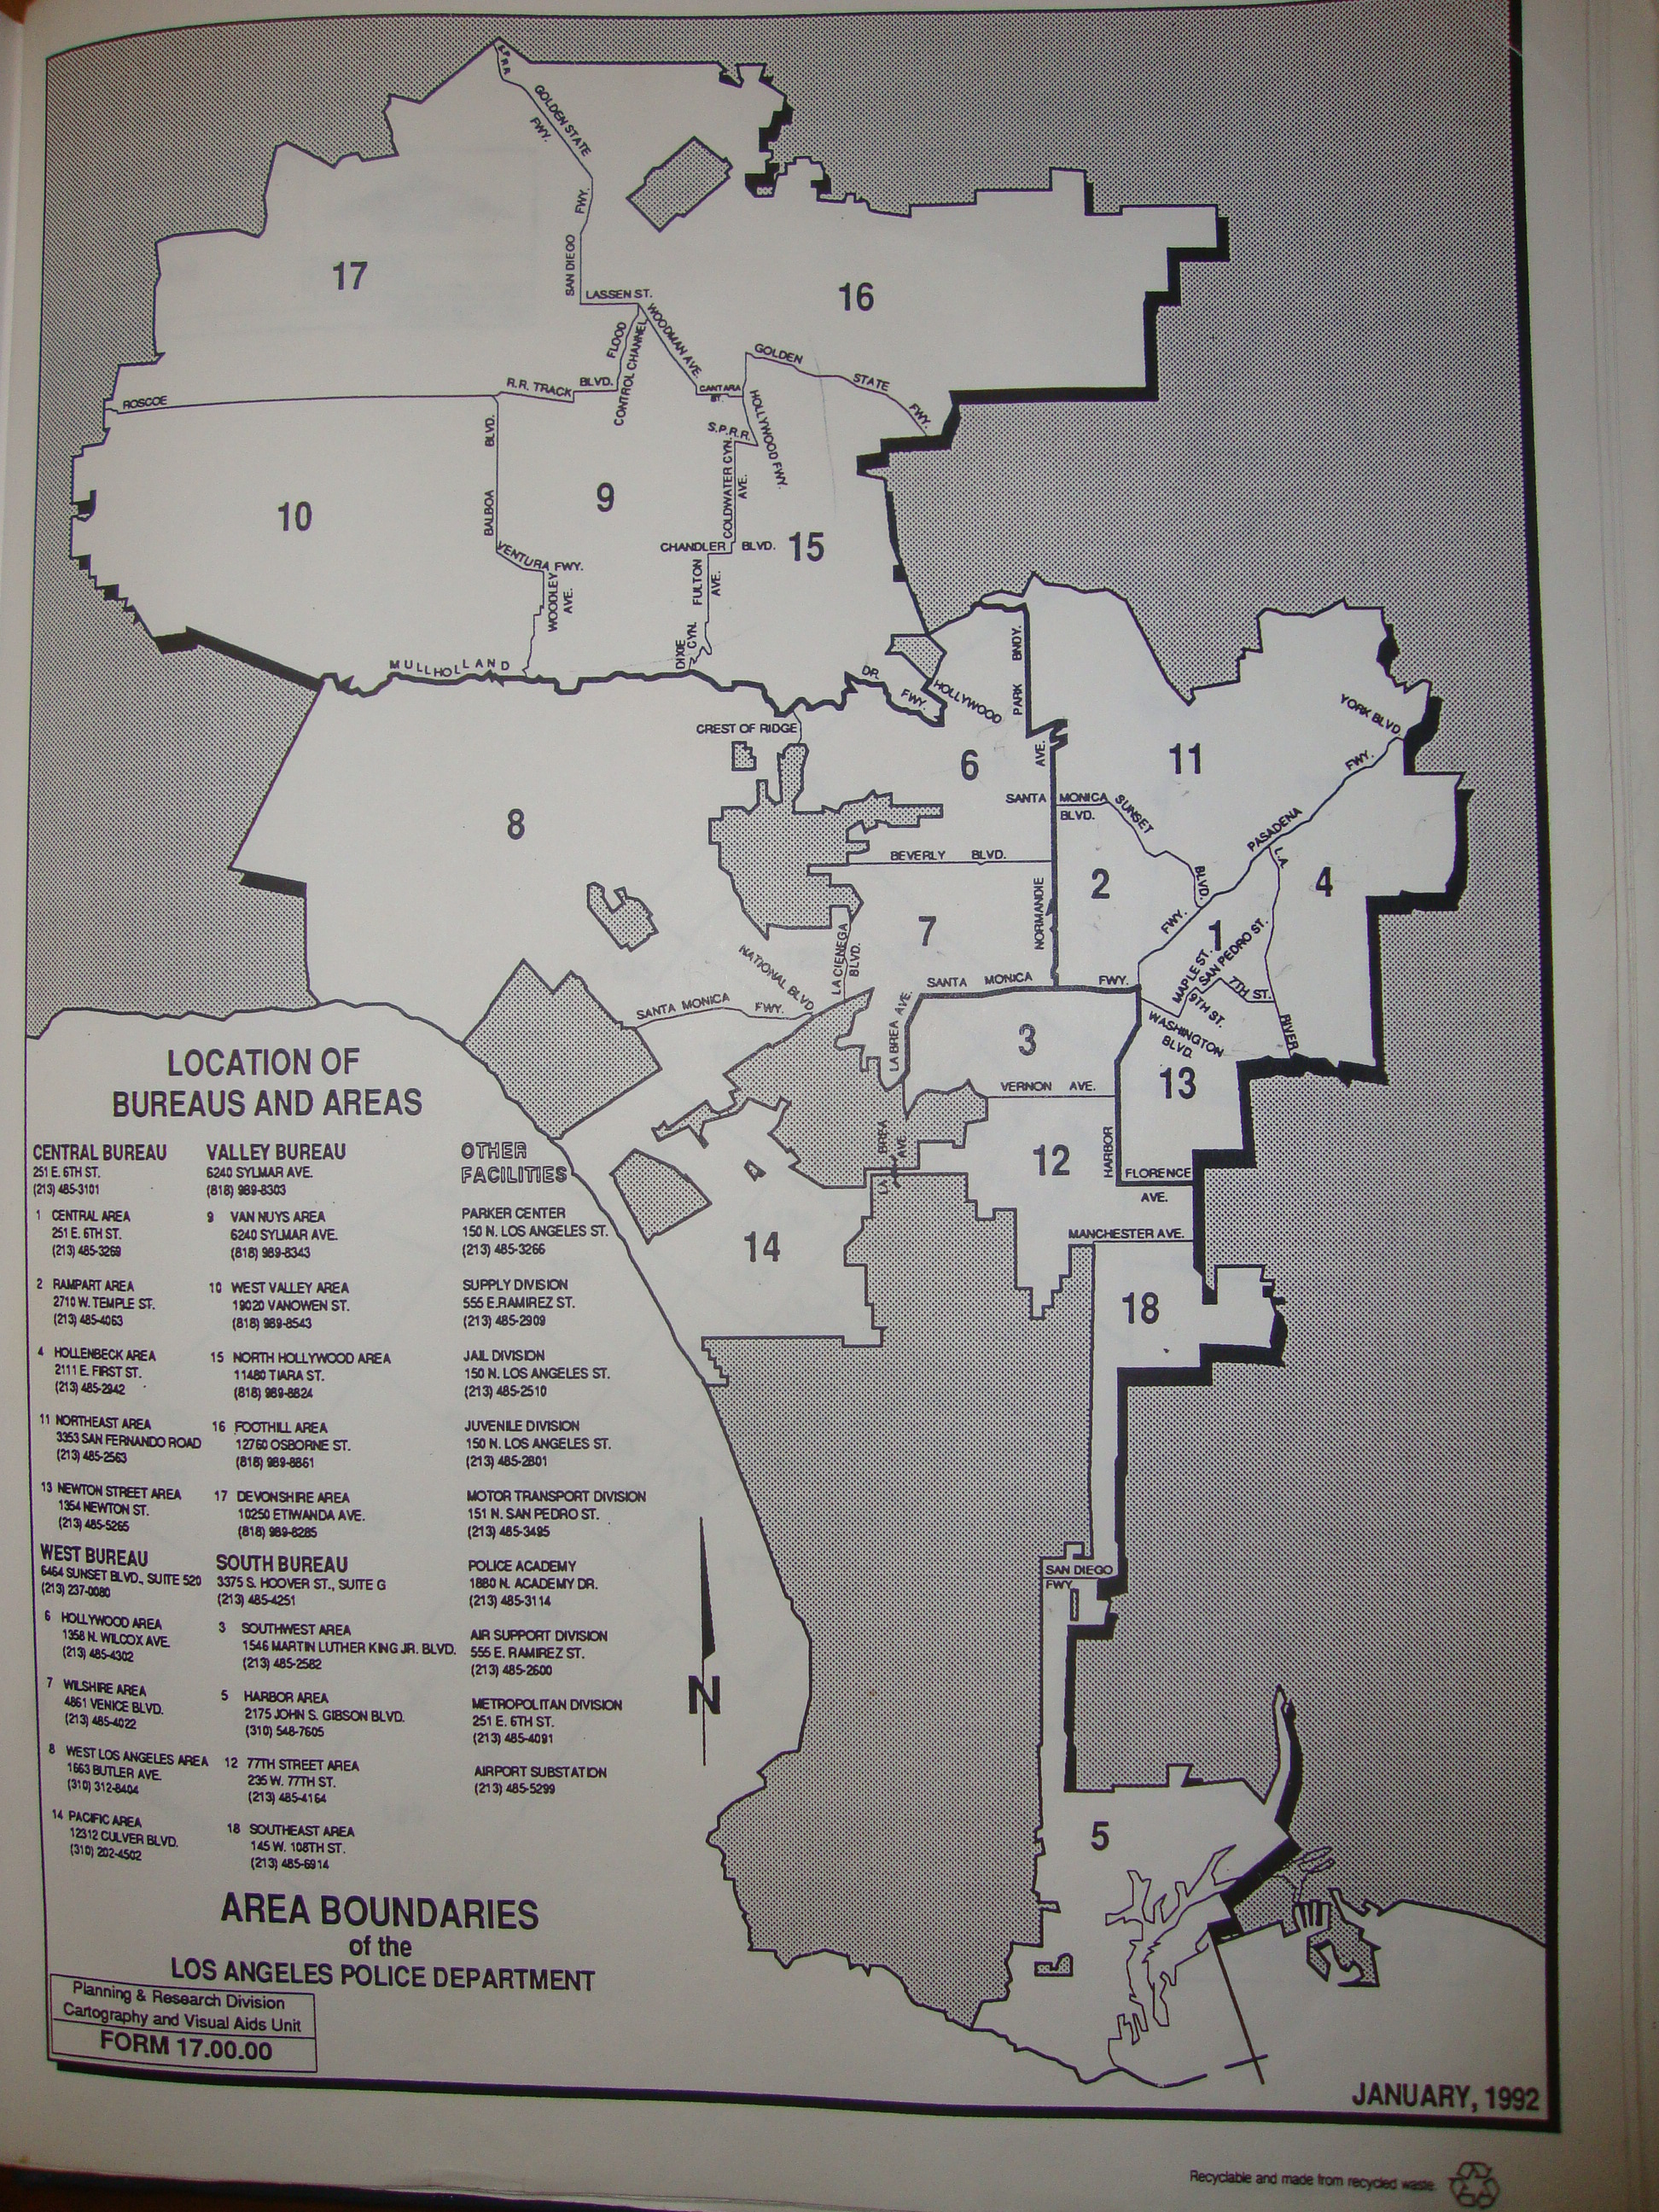 S.P.R.R.
GOLDEN STATE
FWY.
SAN DIEGO FWY.
17
16
LASSEN ST.
FLOOD
CONTROL CHANNEL
WOODMAN AVE.
GOLDEN STATE FWY.
R.R. TRACK
BLVD.
CANTARA
ST.
ROSCOE
HOLLYWOOD FWY.
S.P.R.R.
BALBOA BLVD.
10
9
COLDWATER CYN.
AVE.
CHANDLER BLVD.
15
VENTURA FWY.
WOODLEY
AVE.
FULTON
AVE.
DIXIE
CYN.
MULLHOLLAND
DR.
HOLLYWOOD
FWY.
PARK BNDY.
CREST OF RIDGE
6
AVE.
11
YORK BLVD.
FWY.
PASADENA
8
SANTA MONICA
BLVD.
SUNSET
BLVD.
BEVERLY BLVD.
2
L.A.
4
NORMANDIE
7
FWY.
1
MAPLE ST.
SAN PEDRO ST.
7TH ST.
9TH ST.
LA CIENEGA
BLVD.
NATIONAL BLVD
SANTA MONICA FWY.
SANTA MONICA FWY.
LA BREA AVE.
3
WASHINGTON
BLVD.
RIVER
VERNON AVE.
13
LA BREA
AVE.
12
HARBOR
FLORENCE
AVE.
14
MANCHESTER AVE.
18
SAN DIEGO
FWY.
5
N
LOCATION OF
BUREAUS AND AREAS
CENTRAL BUREAU
251 E. 6TH ST.
(213) 485-3101
1 CENTRAL AREA
251 E. 6TH ST.
(213) 485-3269
2 RAMPART AREA
2710 W. TEMPLE ST.
(213) 485-4063
4 HOLLENBECK AREA
2111 E. FIRST ST.
(213) 485-2942
11 NORTHEAST AREA
3353 SAN FERNANDO ROAD
(213) 485-2563
13 NEWTON STREET AREA
1354 NEWTON ST.
(213) 485-5265
WEST BUREAU
6464 SUNSET BLVD., SUITE 520
(213) 237-0080
6 HOLLYWOOD AREA
1358 N. WILCOX AVE.
(213) 485-4302
7 WILSHIRE AREA
4861 VENICE BLVD.
(213) 485-4022
8 WEST LOS ANGELES AREA
1663 BUTLER AVE.
(310) 312-8404
14 PACIFIC AREA
12312 CULVER BLVD.
(310) 202-4502
VALLEY BUREAU
6240 SYLMAR AVE.
(818) 989-8303
9 VAN NUYS AREA
6240 SYLMAR AVE.
(818) 989-8343
10 WEST VALLEY AREA
19020 VANOWEN ST.
(818) 989-8543
15 NORTH HOLLYWOOD AREA
11480 TIARA ST.
(818) 989-8824
16 FOOTHILL AREA
12760 OSBORNE ST.
(818) 989-8861
17 DEVONSHIRE AREA
10250 ETIWANDA AVE.
(818) 989-8285
SOUTH BUREAU
3375 S. HOOVER ST., SUITE G
(213) 485-4251
3 SOUTHWEST AREA
1546 MARTIN LUTHER KING JR. BLVD.
(213) 485-2582
5 HARBOR AREA
2175 JOHN S. GIBSON BLVD.
(310) 548-7605
12 77TH STREET AREA
235 W. 77TH ST.
(213) 485-4164
18 SOUTHEAST AREA
145 W. 108TH ST.
(213) 485-6914
OTHER
FACILITIES
PARKER CENTER
150 N. LOS ANGELES ST.
(213) 485-3266
SUPPLY DIVISION
555 E.RAMIREZ ST.
(213) 485-2909
JAIL DIVISION
150 N. LOS ANGELES ST.
(213) 485-2510
JUVENILE DIVISION
150 N. LOS ANGELES ST.
(213) 485-2801
MOTOR TRANSPORT DIVISION
151 N. SAN PEDRO ST.
(213) 485-3495
POLICE ACADEMY
1880 N. ACADEMY DR.
(213) 485-3114
AIR SUPPORT DIVISION
555 E. RAMIREZ ST.
(213) 485-2600
METROPOLITAN DIVISION
251 E. 6TH ST.
(213) 485-4091
AIRPORT SUBSTATION
(213) 485-5299
AREA BOUNDARIES
of the
LOS ANGELES POLICE DEPARTMENT
Planning & Research Division
Cartography and Visual Aids Unit
FORM 17.00.00
JANUARY, 1992
Recyclable and made from recycled waste.